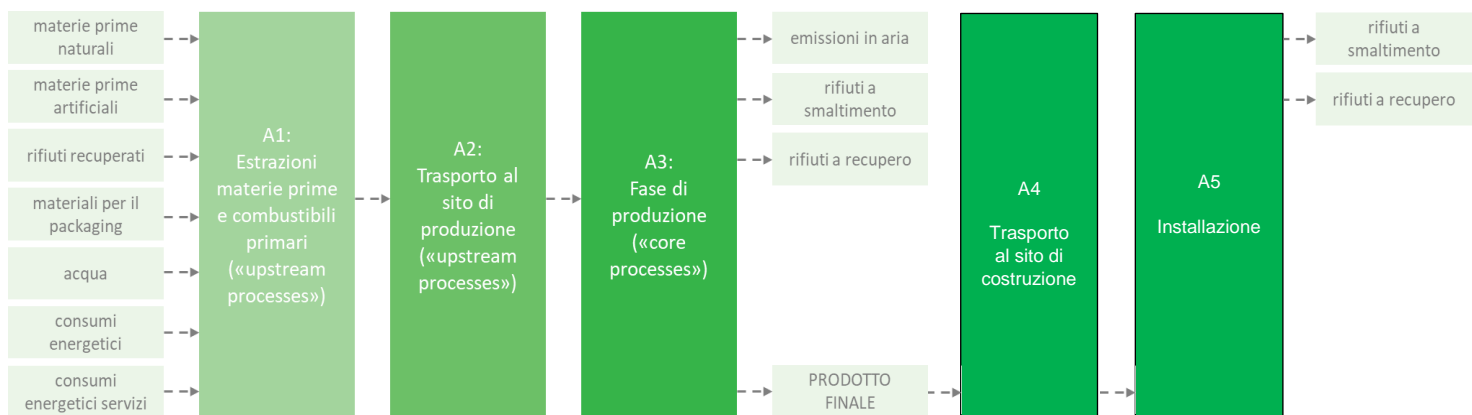 materie prime
naturali
materie prime
artificiali
rifiuti recuperati
materiali per il
packaging
acqua
consumi
energetici
consumi
energetici servizi
A1:
Estrazioni
materie prime
e combustibili
primari
(«upstream
processes»)
A2:
Trasporto al
sito di
produzione
(«upstream
processes»)
A3:
Fase di
produzione
(«core
processes»)
emissioni in aria
rifiuti a
smaltimento
rifiuti a recupero
PRODOTTO
FINALE
A4
Trasporto
al sito di
costruzione
A5
Installazione
rifiuti a
smaltimento
rifiuti a recupero